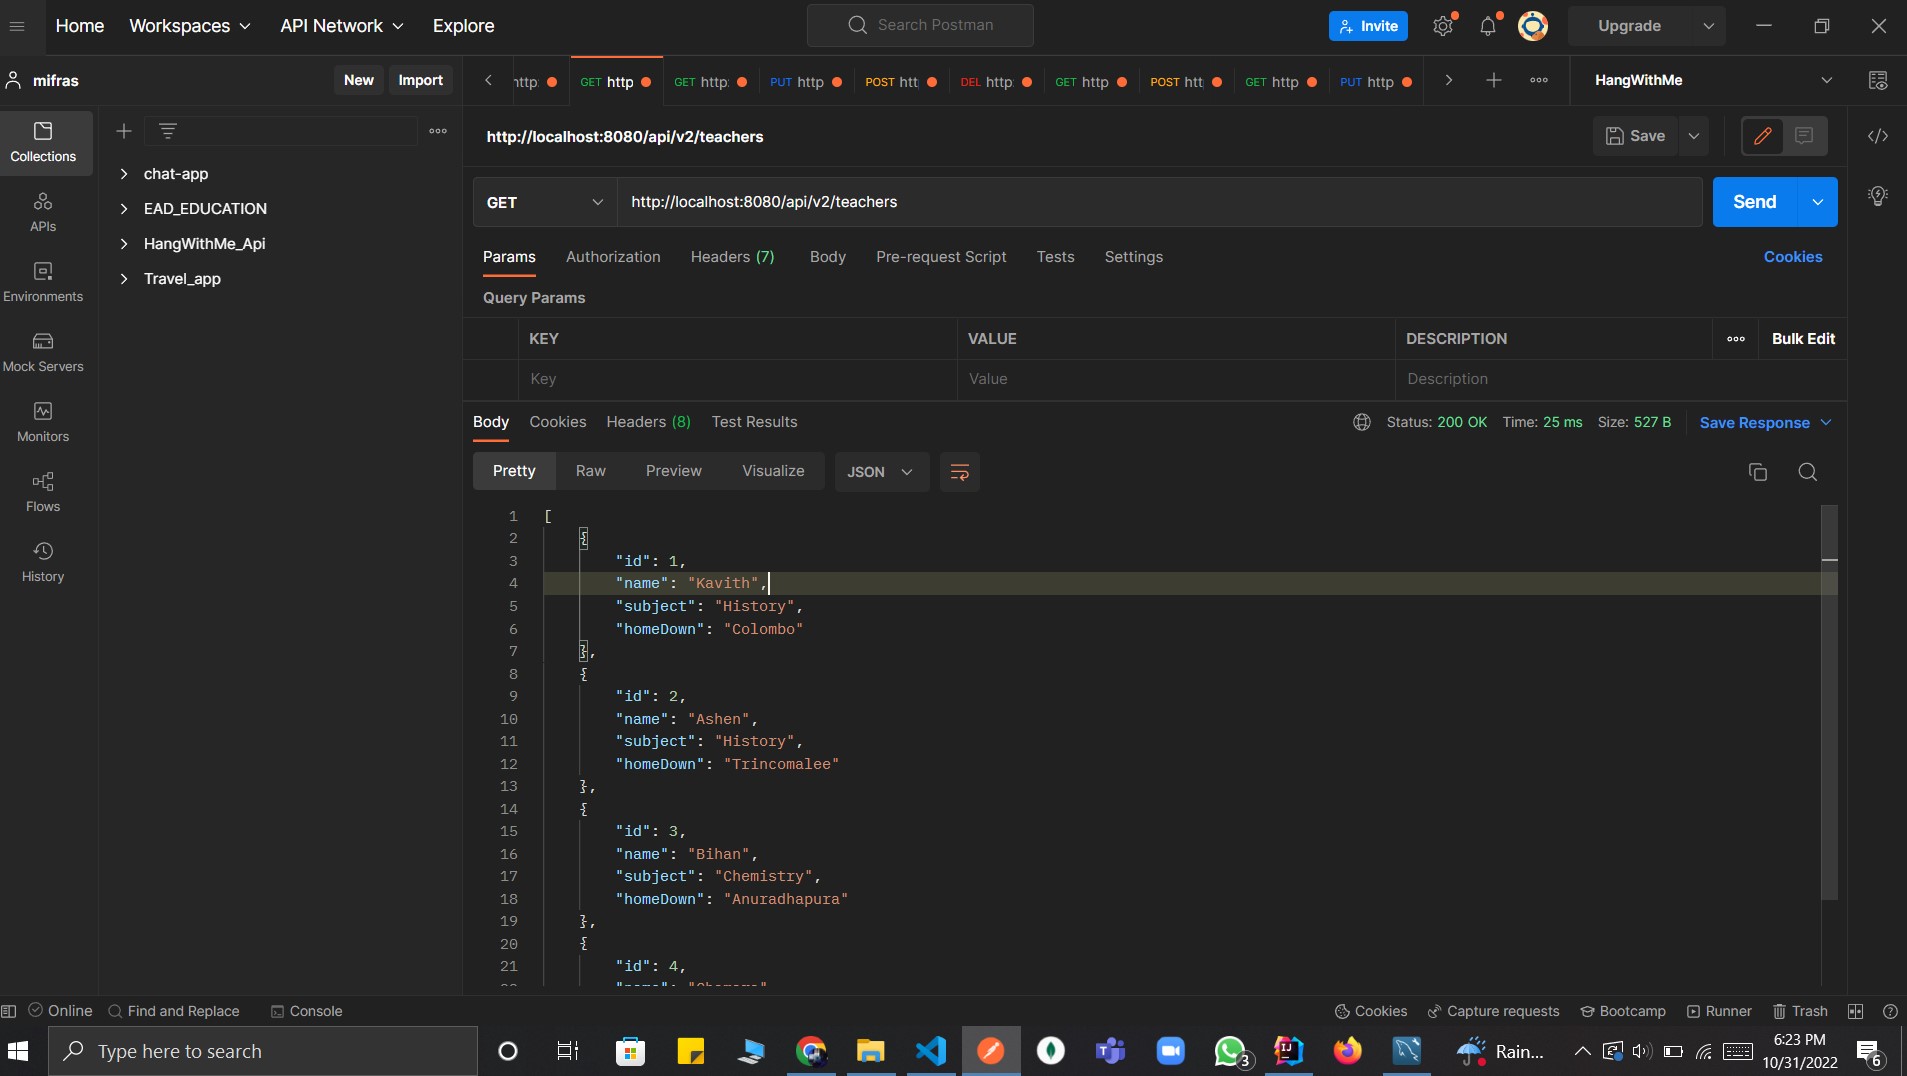 Home Workspaces API Network Explore Search Postman Invite Upgrade
mifras New Import http: GET http GET http: PUT http POST htt DEL http: GET http POST htt GET http PUT http HangWithMe
http://localhost:8080/api/v2/teachers Save
Collections
chat-app
EAD_EDUCATION
HangWithMe_Api
Travel_app
APIs
Environments
Mock Servers
Monitors
Flows
History
GET http://localhost:8080/api/v2/teachers Send
Params Authorization Headers (7) Body Pre-request Script Tests Settings Cookies
Query Params
KEY VALUE DESCRIPTION Bulk Edit
Key Value Description
Body Cookies Headers (8) Test Results Status: 200 OK Time: 25 ms Size: 527 B Save Response
Pretty Raw Preview Visualize JSON
1 [
2 {
3 "id": 1,
4 "name": "Kavith",
5 "subject": "History",
6 "homeDown": "Colombo"
7 },
8 {
9 "id": 2,
10 "name": "Ashen",
11 "subject": "History",
12 "homeDown": "Trincomalee"
13 },
14 {
15 "id": 3,
16 "name": "Bihan",
17 "subject": "Chemistry",
18 "homeDown": "Anuradhapura"
19 },
20 {
21 "id": 4,
Online Find and Replace Console Cookies Capture requests Bootcamp Runner Trash
Type here to search 3 Rain... 6:23 PM
10/31/2022 6